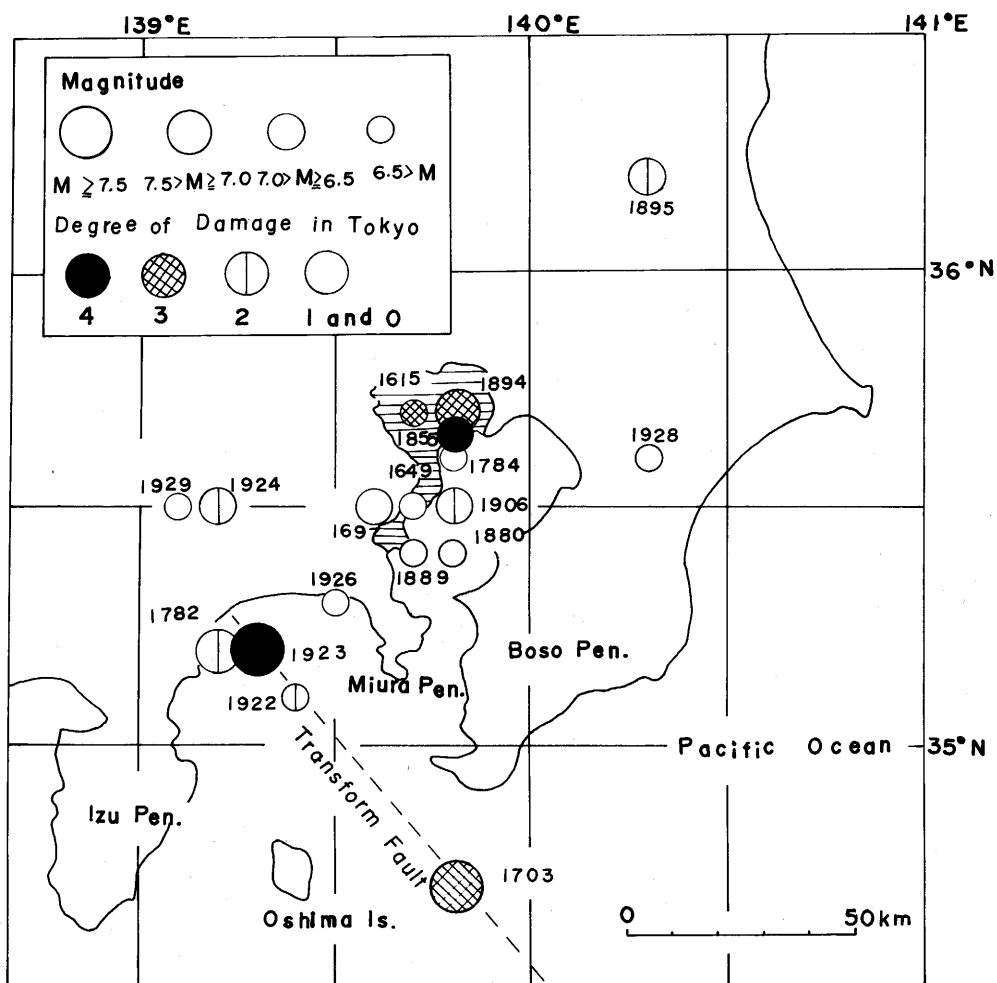 139°E 140°E 141°E
Magnitude
M ≧7.5 7.5>M≧7.0 7.0>M≧6.5 6.5>M
Degree of Damage in Tokyo
4 3 2 1 and 0
1895
36°N
1615 1894
185
1928
1649 1784
1929 1924
1906
169
1880
1889
1926
1782
1923
Boso Pen.
Miura Pen.
1922
Transform Fault
Pacific Ocean
35°N
Izu Pen.
1703
Oshima Is.
0 50km